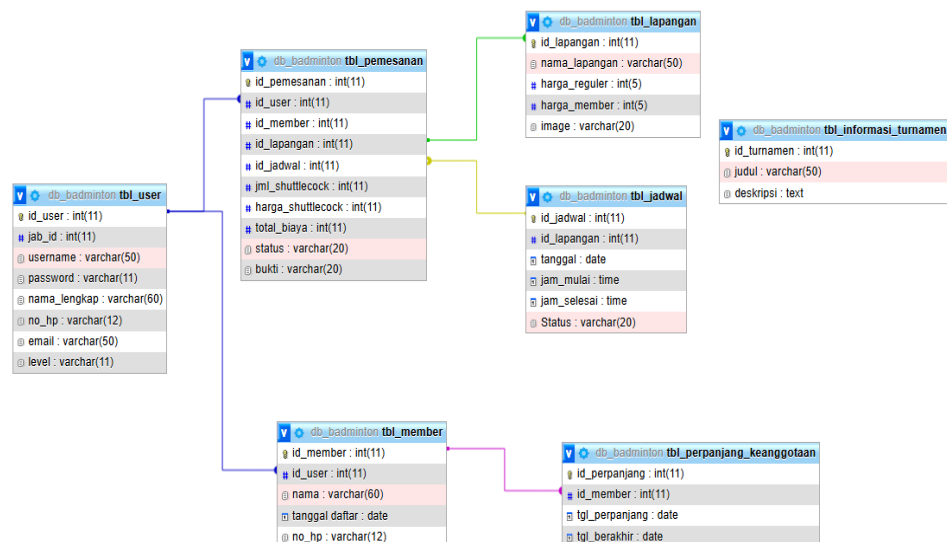 db_badminton tbl_lapangan
id_lapangan : int(11)
nama_lapangan : varchar(50)
harga_reguler : int(5)
harga_member : int(5)
image : varchar(20)
db_badminton tbl_pemesanan
id_pemesanan : int(11)
id_user : int(11)
id_member : int(11)
id_lapangan : int(11)
id_jadwal : int(11)
jml_shuttlecock : int(11)
harga_shuttlecock : int(11)
total_biaya : int(11)
status : varchar(20)
bukti : varchar(20)
db_badminton tbl_informasi_turnamen
id_turnamen : int(11)
judul : varchar(50)
deskripsi : text
db_badminton tbl_user
id_user : int(11)
jab_id : int(11)
username : varchar(50)
password : varchar(11)
nama_lengkap : varchar(60)
no_hp : varchar(12)
email : varchar(50)
level : varchar(11)
db_badminton tbl_jadwal
id_jadwal : int(11)
id_lapangan : int(11)
tanggal : date
jam_mulai : time
jam_selesai : time
Status : varchar(20)
db_badminton tbl_member
id_member : int(11)
id_user : int(11)
nama : varchar(60)
tanggal daftar : date
no_hp : varchar(12)
db_badminton tbl_perpanjang_keanggotaan
id_perpanjang : int(11)
id_member : int(11)
tgl_perpanjang : date
tgl_berakhir : date